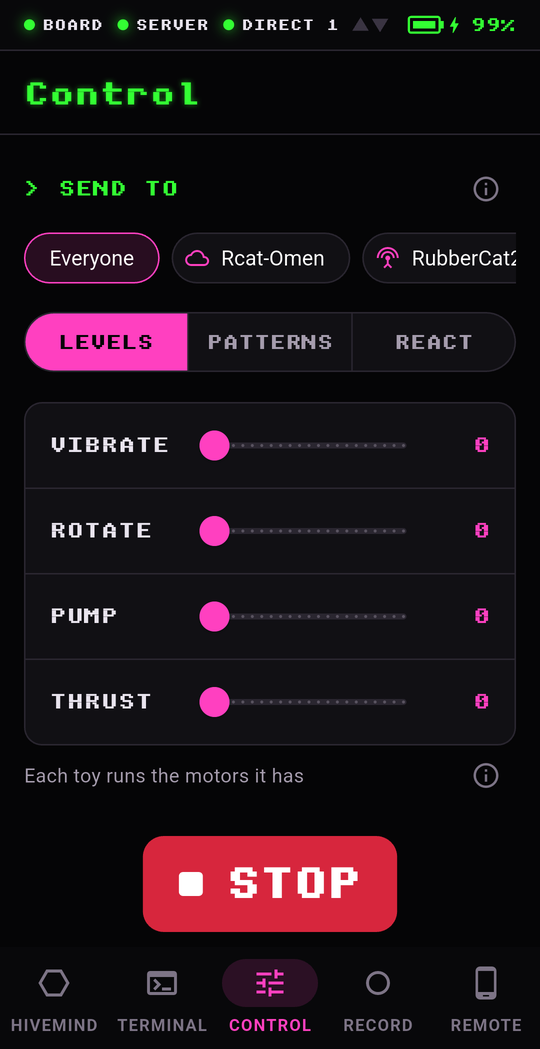 BOARD SERVER DIRECT 1 99%
Control
> SEND TO
Everyone Rcat-Omen RubberCat2
LEVELS PATTERNS REACT
VIBRATE 0
ROTATE 0
PUMP 0
THRUST 0
Each toy runs the motors it has
STOP
HIVEMIND TERMINAL CONTROL RECORD REMOTE